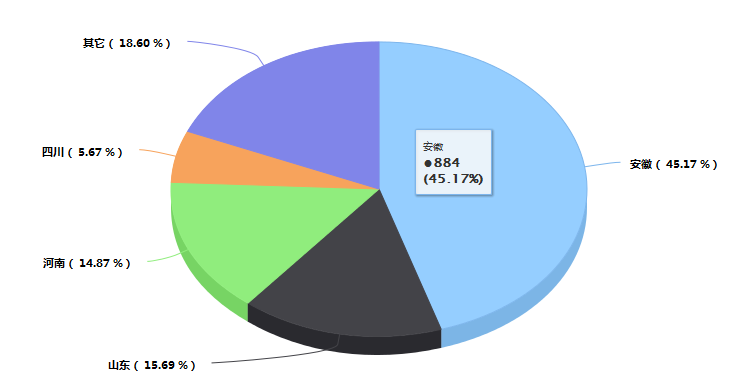 其它（ 18.60 % ）
四川（ 5.67 % ）
安徽
●884
(45.17%)
安徽（ 45.17 % ）
河南（ 14.87 % ）
山东（ 15.69 % ）